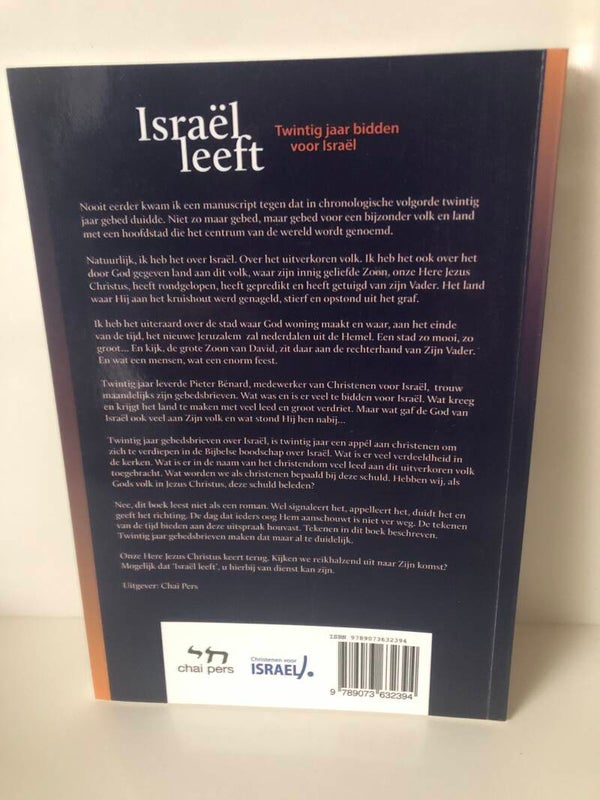 Israël
leeft
Twintig jaar bidden
voor Israël
Nooit eerder kwam ik een manuscript tegen dat in chronologische volgorde twintig
jaar gebed duidde. Niet zo maar gebed, maar gebed voor een bijzonder volk en land
met een hoofdstad die het centrum van de wereld wordt genoemd.
Natuurlijk, ik heb het over Israël. Over het uitverkoren volk. Ik heb het ook over het
door God gegeven land aan dit volk, waar zijn innig geliefde Zoon, onze Here Jezus
Christus, heeft rondgelopen, heeft gepredikt en heeft getuigd van zijn Vader. Het land
waar Hij aan het kruishout werd genageld, stierf en opstond uit het graf.
Ik heb het uiteraard over de stad waar God woning maakt en waar, aan het einde
van de tijd, het nieuwe Jeruzalem zal nederdalen uit de Hemel. Een stad zo mooi, zo
groot... En kijk, de grote Zoon van David, zit daar aan de rechterhand van Zijn Vader.
En wat een mensen, wat een enorm feest.
Twintig jaar leverde Pieter Bénard, medewerker van Christenen voor Israël, trouw
maandelijks zijn gebedsbrieven. Wat was en is er veel te bidden voor Israël. Wat kreeg
en krijgt het land te maken met veel leed en groot verdriet. Maar wat gaf de God van
Israël ook veel aan Zijn volk en wat stond Hij hen nabij...
Twintig jaar gebedsbrieven over Israël, is twintig jaar een appèl aan christenen om
zich te verdiepen in de Bijbelse boodschap over Israël. Wat is er veel verdeeldheid in
de kerken. Wat is er in de naam van het christendom veel leed aan dit uitverkoren volk
toegebracht. Wat worden we als christenen bepaald bij deze schuld. Hebben wij, als
Gods volk in Jezus Christus, deze schuld beleden?
Nee, dit boek leest niet als een roman. Wel signaleert het, appelleert het, duidt het en
geeft het richting. De dag dat ieders oog Hem aanschouwt is niet ver weg. De tekenen
van de tijd bieden aan deze uitspraak houvast. Tekenen in dit boek beschreven.
Twintig jaar gebedsbrieven maken dat maar al te duidelijk.
Onze Here Jezus Christus keert terug. Kijken we reikhalzend uit naar Zijn komst?
Mogelijk dat 'Israël leeft', u hierbij van dienst kan zijn.
Uitgever: Chai Pers
חי
chai pers
Christenen voor
ISRAËL
ISBN 9789073632394
9 789073 632394